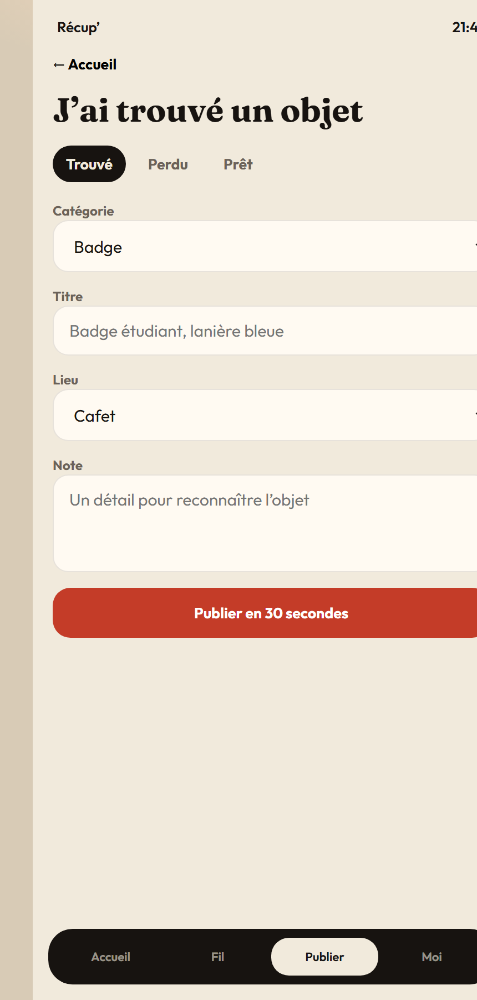 Récup’
21:4
← Accueil
J’ai trouvé un objet
Trouvé Perdu Prêt
Catégorie
Badge
Titre
Badge étudiant, lanière bleue
Lieu
Cafet
Note
Un détail pour reconnaître l’objet
Publier en 30 secondes
Accueil Fil Publier Moi